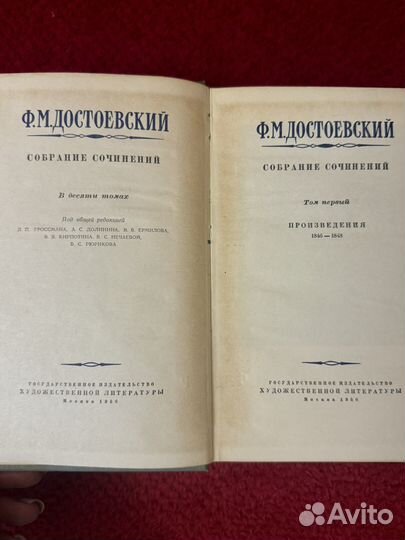 Ф.М.ДОСТОЕВСКИЙ
СОБРАНИЕ СОЧИНЕНИЙ
В десяти томах
Под общей редакцией
Л. П. ГРОССМАНА, А. С. ДОЛИНИНА, В. В. ЕРМИЛОВА,
В. Я. КИРПОТИНА, В. С. НЕЧАЕВОЙ,
Б. С. РЮРИКОВА
ГОСУДАРСТВЕННОЕ ИЗДАТЕЛЬСТВО
ХУДОЖЕСТВЕННОЙ ЛИТЕРАТУРЫ
Москва 1956
Ф.М.ДОСТОЕВСКИЙ
СОБРАНИЕ СОЧИНЕНИЙ
Том первый
ПРОИЗВЕДЕНИЯ
1846—1848
ГОСУДАРСТВЕННОЕ ИЗДАТЕЛЬСТВО
ХУДОЖЕСТВЕННОЙ ЛИТЕРАТУРЫ
Москва 1956
Avito